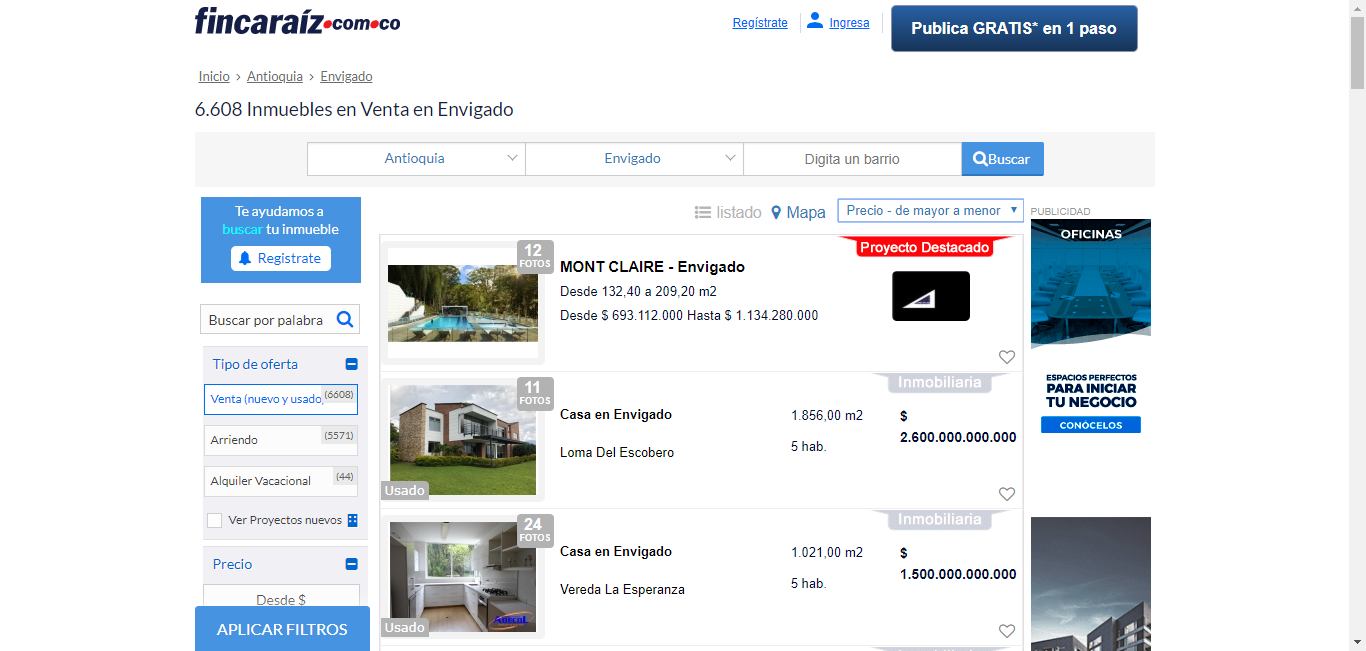 fincaraíz.com.co
Regístrate
Ingresa
Publica GRATIS* en 1 paso
Inicio > Antioquia > Envigado
6.608 Inmuebles en Venta en Envigado
Antioquia
Envigado
Digita un barrio
Buscar
Te ayudamos a
buscar tu inmueble
Registrate
Buscar por palabra
Tipo de oferta
Venta (nuevo y usado)
(6608)
Arriendo
(5571)
Alquiler Vacacional
(44)
Ver Proyectos nuevos
Precio
Desde $
APLICAR FILTROS
listado
Mapa
Precio - de mayor a menor
12
FOTOS
MONT CLAIRE - Envigado
Desde 132,40 a 209,20 m2
Desde $ 693.112.000 Hasta $ 1.134.280.000
Proyecto Destacado
11
FOTOS
Usado
Casa en Envigado
Loma Del Escobero
1.856,00 m2
5 hab.
Inmobiliaria
$
2.600.000.000.000
24
FOTOS
Adecol
Usado
Casa en Envigado
Vereda La Esperanza
1.021,00 m2
5 hab.
Inmobiliaria
$
1.500.000.000.000
PUBLICIDAD
OFICINAS
ESPACIOS PERFECTOS
PARA INICIAR
TU NEGOCIO
CONÓCELOS